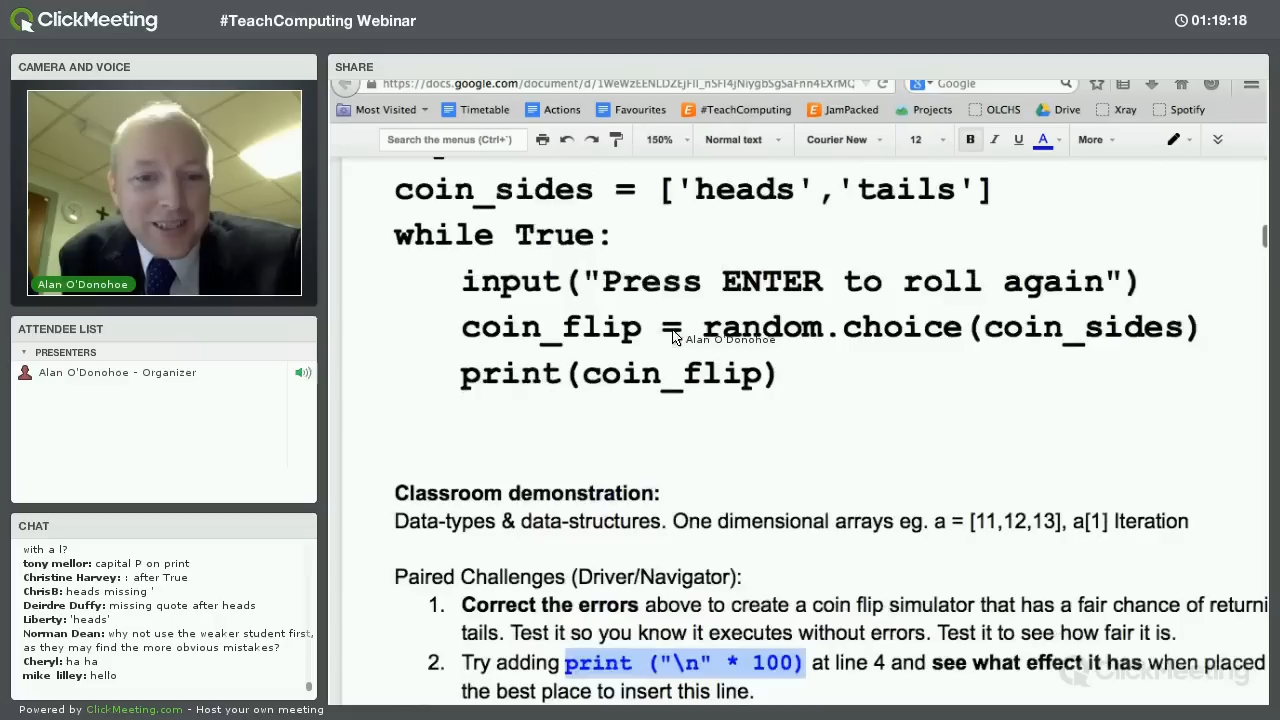 ClickMeeting
#TeachComputing Webinar
01:19:18
CAMERA AND VOICE
Alan O'Donohoe
ATTENDEE LIST
PRESENTERS
Alan O'Donohoe - Organizer
CHAT
with a l?
tony mellor: capital P on print
Christine Harvey: : after True
ChrisB: heads missing '
Deirdre Duffy: missing quote after heads
Liberty: 'heads'
Norman Dean: why not use the weaker student first,
as they may find the more obvious mistakes?
Cheryl: ha ha
mike lilley: hello
SHARE
Google
Most Visited
Timetable
Actions
Favourites
#TeachComputing
JamPacked
Projects
OLCHS
Drive
Xray
Spotify
Search the menus (Ctrl+')
150%
Normal text
Courier New
12
B
I
U
A
More
coin_sides = ['heads','tails']
while True:
input("Press ENTER to roll again")
coin_flip = random.choice(coin_sides)
Alan O'Donohoe
print(coin_flip)
Classroom demonstration:
Data-types & data-structures. One dimensional arrays eg. a = [11,12,13], a[1] Iteration
Paired Challenges (Driver/Navigator):
1. Correct the errors above to create a coin flip simulator that has a fair chance of returni
tails. Test it so you know it executes without errors. Test it to see how fair it is.
2. Try adding print ("\n" * 100) at line 4 and see what effect it has when placed
the best place to insert this line.
ClickMeeting
Powered by ClickMeeting.com - Host your own meeting